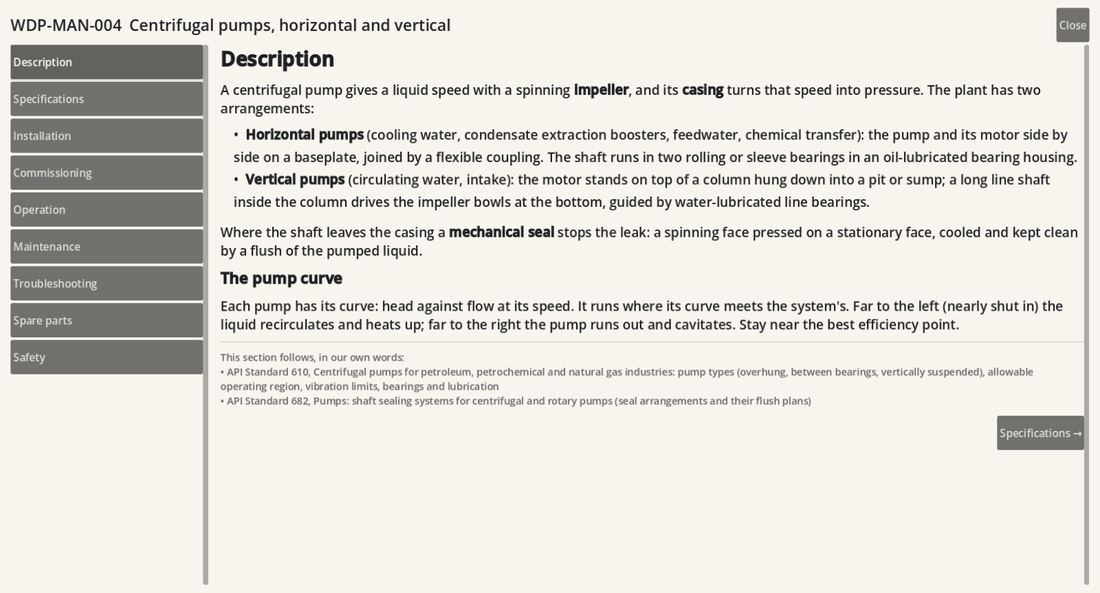 WDP-MAN-004 Centrifugal pumps, horizontal and vertical
Close
Description
Specifications
Installation
Commissioning
Operation
Maintenance
Troubleshooting
Spare parts
Safety
Description
A centrifugal pump gives a liquid speed with a spinning impeller, and its casing turns that speed into pressure. The plant has two
arrangements:
• Horizontal pumps (cooling water, condensate extraction boosters, feedwater, chemical transfer): the pump and its motor side by
side on a baseplate, joined by a flexible coupling. The shaft runs in two rolling or sleeve bearings in an oil-lubricated bearing housing.
• Vertical pumps (circulating water, intake): the motor stands on top of a column hung down into a pit or sump; a long line shaft
inside the column drives the impeller bowls at the bottom, guided by water-lubricated line bearings.
Where the shaft leaves the casing a mechanical seal stops the leak: a spinning face pressed on a stationary face, cooled and kept clean
by a flush of the pumped liquid.
The pump curve
Each pump has its curve: head against flow at its speed. It runs where its curve meets the system's. Far to the left (nearly shut in) the
liquid recirculates and heats up; far to the right the pump runs out and cavitates. Stay near the best efficiency point.
This section follows, in our own words:
• API Standard 610, Centrifugal pumps for petroleum, petrochemical and natural gas industries: pump types (overhung, between bearings, vertically suspended), allowable
operating region, vibration limits, bearings and lubrication
• API Standard 682, Pumps: shaft sealing systems for centrifugal and rotary pumps (seal arrangements and their flush plans)
Specifications →